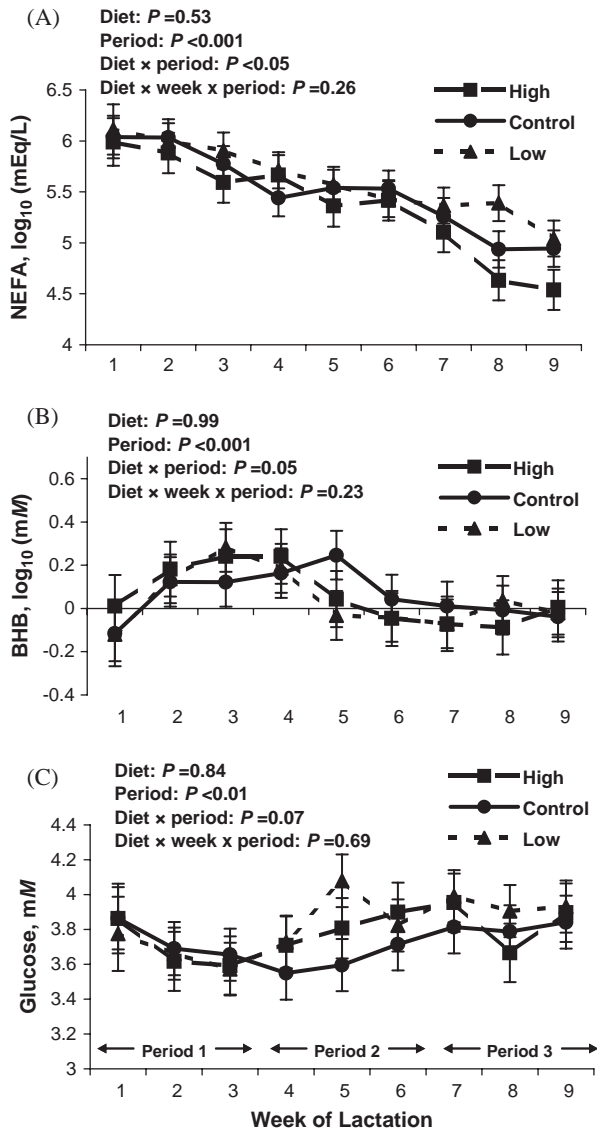 (A)
Diet: P =0.53
Period: P <0.001
Diet × period: P <0.05
Diet × week x period: P =0.26
High
Control
Low
NEFA, log10 (mEq/L)
6.5
6
5.5
5
4.5
4
1 2 3 4 5 6 7 8 9
(B)
Diet: P =0.99
Period: P <0.001
Diet × period: P =0.05
Diet × week x period: P =0.23
High
Control
Low
BHB, log10 (mM)
0.6
0.4
0.2
0
-0.2
-0.4
1 2 3 4 5 6 7 8 9
(C)
Diet: P =0.84
Period: P <0.01
Diet × period: P =0.07
Diet × week x period: P =0.69
High
Control
Low
Glucose, mM
4.4
4.2
4
3.8
3.6
3.4
3.2
3
Period 1 Period 2 Period 3
1 2 3 4 5 6 7 8 9
Week of Lactation